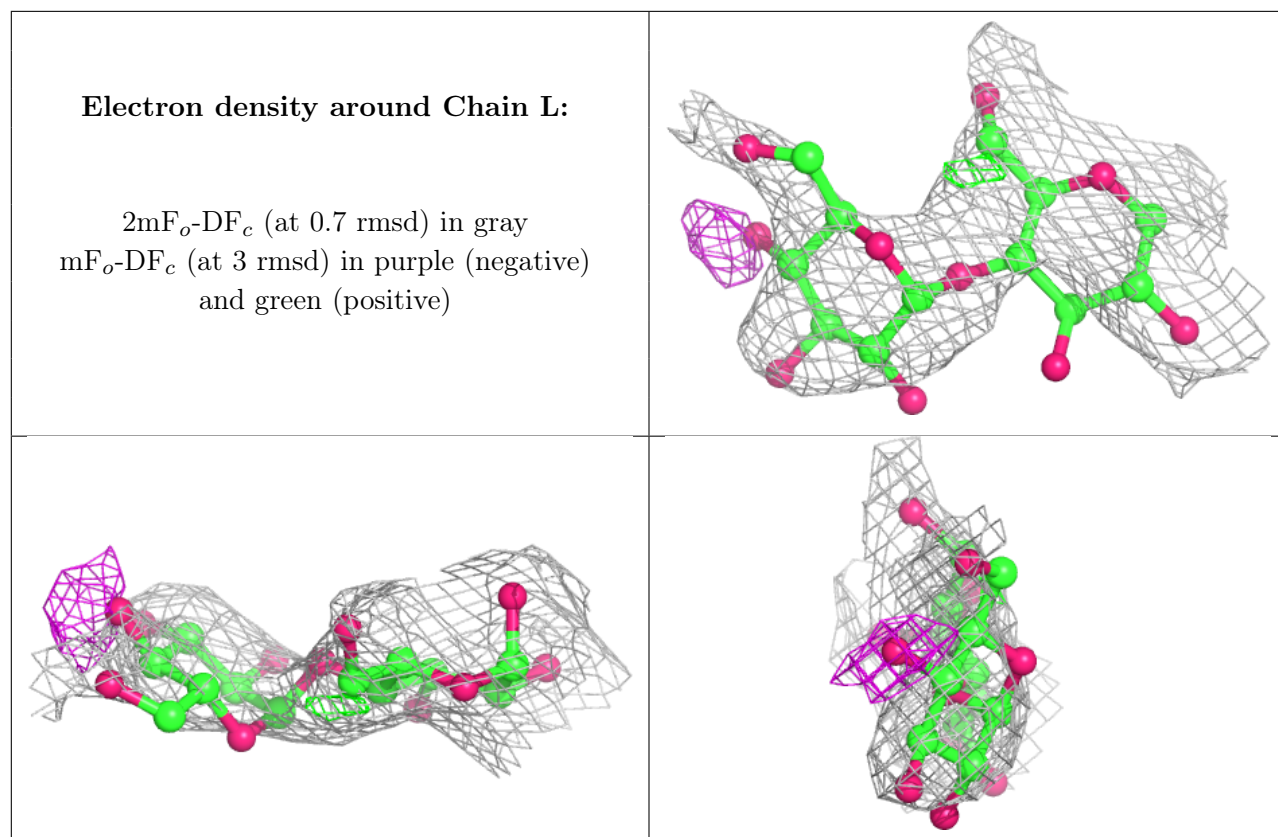 Electron density around Chain L:
2mFₒ-DF𝒸 (at 0.7 rmsd) in gray
mFₒ-DF𝒸 (at 3 rmsd) in purple (negative)
and green (positive)